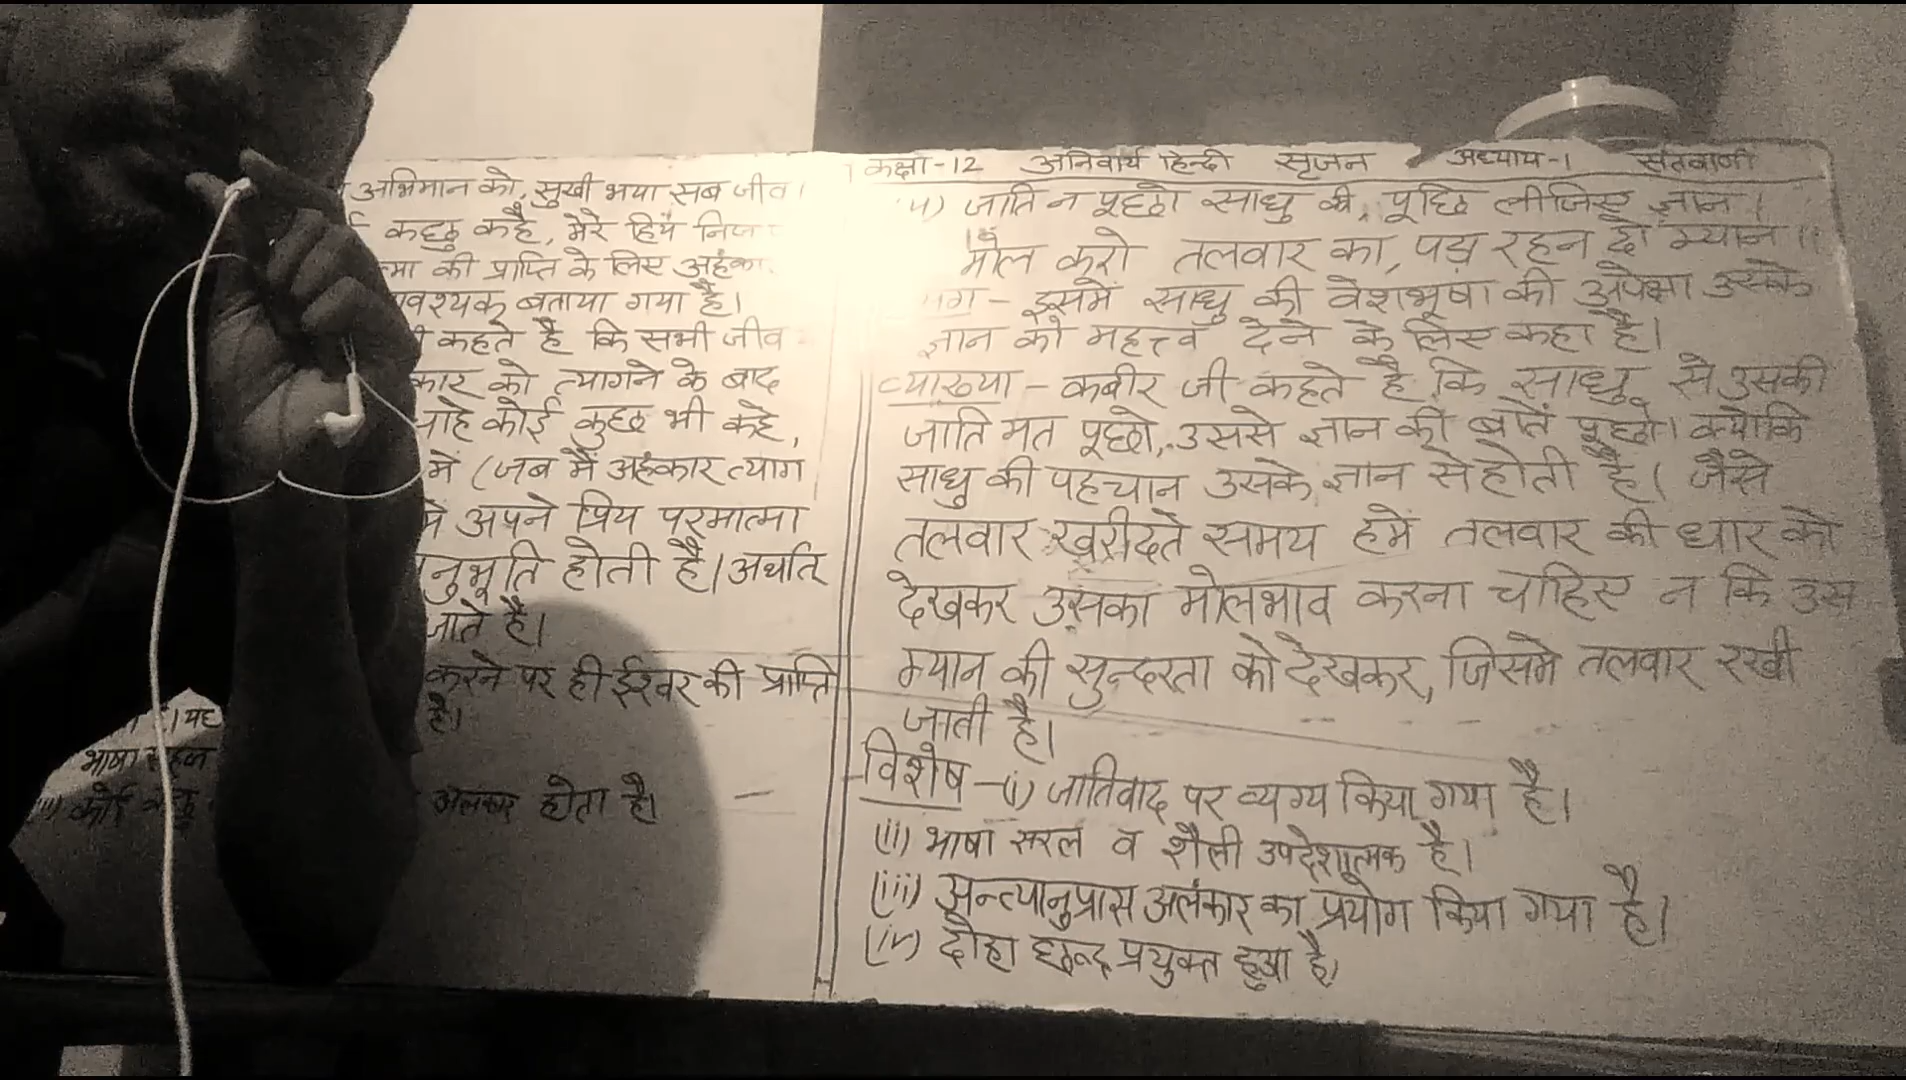 अभिमान को, सुखी भया सब जीव।
कछु कहै, मेरे हियै निज
की प्राप्ति के लिए अहंका
वश्यक बताया गया है।
कहते है कि सभी जीव
कार को त्यागने के बाद
चाहे कोई कुछ भी कहे,
में (जब मैं अहंकार त्याग
में अपने प्रिय परमात्मा
नुभूति होती है। अर्थात्
जाते है।
करने पर ही ईश्वर की प्राप्ति
है।
यह
भाषा
(iii) कोई
अलंकार होता है।
कक्षा-12 अनिवार्य हिन्दी सृजन अध्याय-1 संतवाणी
जाति न पूछो साधु की, पूछि लीजिए ज्ञान।
मोल करो तलवार का, पड़ा रहन दो म्यान।।
इसमें साधु की वेशभूषा की अपेक्षा उसके
ज्ञान को महत्त्व देने के लिए कहा है।
व्याख्या - कबीर जी कहते है कि साधु से उसकी
जाति मत पूछो, उससे ज्ञान की बातें पूछो। क्योकि
साधु की पहचान उसके ज्ञान से होती है। जैसे
तलवार खरीदते समय हमें तलवार की धार को
देखकर उसका मोलभाव करना चाहिए न कि उस
म्यान की सुन्दरता को देखकर, जिसमे तलवार रखी
जाती है।
विशेष - (i) जातिवाद पर व्यंग्य किया गया है।
(ii) भाषा सरल व शैली उपदेशात्मक है।
(iii) अन्त्यानुप्रास अलंकार का प्रयोग किया गया है।
(iv) दोहा छन्द प्रयुक्त हुआ है।